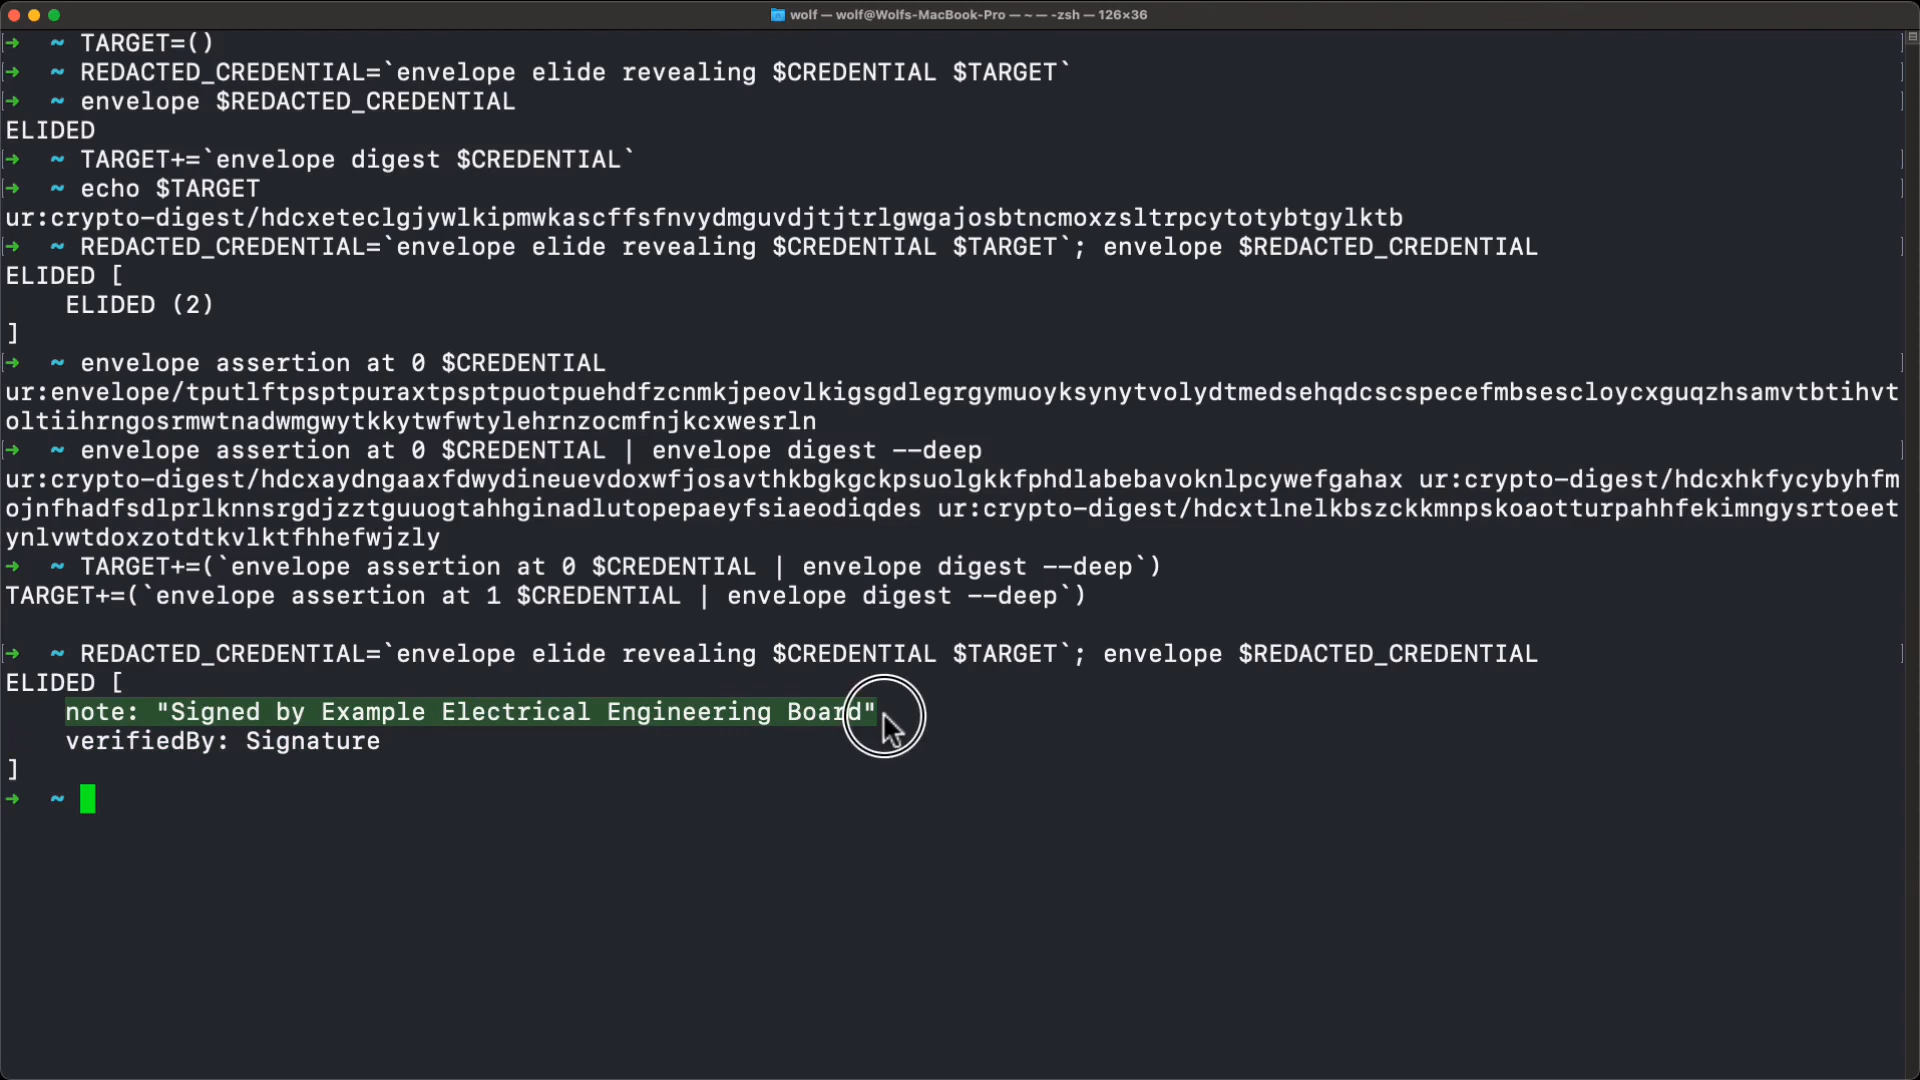 wolf — wolf@Wolfs-MacBook-Pro — ~ — -zsh — 126×36
➜ ~ TARGET=()
➜ ~ REDACTED_CREDENTIAL=`envelope elide revealing $CREDENTIAL $TARGET`
➜ ~ envelope $REDACTED_CREDENTIAL
ELIDED
➜ ~ TARGET+=`envelope digest $CREDENTIAL`
➜ ~ echo $TARGET
ur:crypto-digest/hdcxeteclgjywlkipmwkascffsfnvydmguvdjtjtrlgwgajosbtncmoxzsltrpcytotybtgylktb
➜ ~ REDACTED_CREDENTIAL=`envelope elide revealing $CREDENTIAL $TARGET`; envelope $REDACTED_CREDENTIAL
ELIDED [
    ELIDED (2)
]
➜ ~ envelope assertion at 0 $CREDENTIAL
ur:envelope/tputlftpsptpuraxtpsptpuotpuehdfzcnmkjpeovlkigsgdlegrgymuoyksynytvolydtmedsehqdcscspecefmbsescloycxguqzhsamvtbtihvt
oltiihrngosrmwtnadwmgwytkkytwfwtylehrnzocmfnjkcxwesrln
➜ ~ envelope assertion at 0 $CREDENTIAL | envelope digest --deep
ur:crypto-digest/hdcxaydngaaxfdwydineuevdoxwfjosavthkbgkgckpsuolgkkfphdlabebavoknlpcywefgahax ur:crypto-digest/hdcxhkfycybyhfm
ojnfhadfsdlprlknnsrgdjzztguuogtahhginadlutopepaeyfsiaeodiqdes ur:crypto-digest/hdcxtlnelkbszckkmnpskoaotturpahhfekimngysrtoeet
ynlvwtdoxzotdtkvlktfhhefwjzly
➜ ~ TARGET+=(`envelope assertion at 0 $CREDENTIAL | envelope digest --deep`)
TARGET+=(`envelope assertion at 1 $CREDENTIAL | envelope digest --deep`)
➜ ~ REDACTED_CREDENTIAL=`envelope elide revealing $CREDENTIAL $TARGET`; envelope $REDACTED_CREDENTIAL
ELIDED [
    note: "Signed by Example Electrical Engineering Board"
    verifiedBy: Signature
]
➜ ~